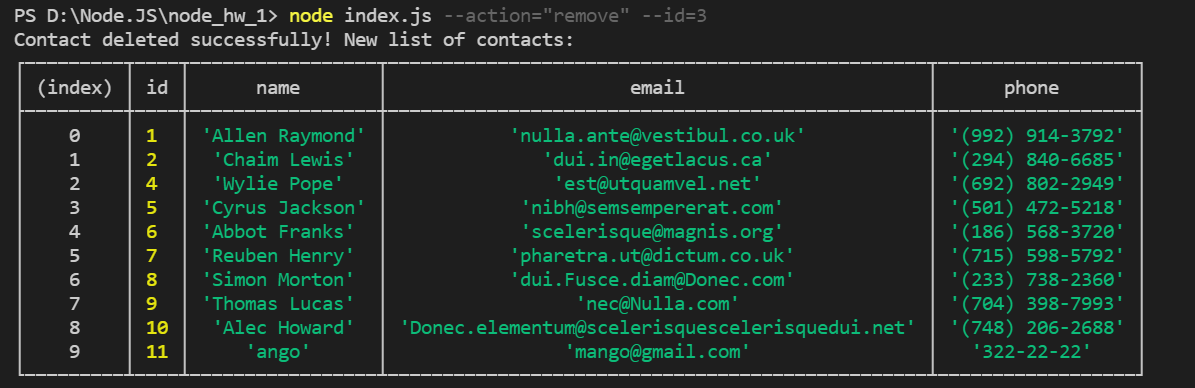 PS D:\Node.JS\node_hw_1> node index.js --action="remove" --id=3
Contact deleted successfully! New list of contacts:
(index) id name email phone
0 1 'Allen Raymond' 'nulla.ante@vestibul.co.uk' '(992) 914-3792'
1 2 'Chaim Lewis' 'dui.in@egetlacus.ca' '(294) 840-6685'
2 4 'Wylie Pope' 'est@utquamvel.net' '(692) 802-2949'
3 5 'Cyrus Jackson' 'nibh@semsempererat.com' '(501) 472-5218'
4 6 'Abbot Franks' 'scelerisque@magnis.org' '(186) 568-3720'
5 7 'Reuben Henry' 'pharetra.ut@dictum.co.uk' '(715) 598-5792'
6 8 'Simon Morton' 'dui.Fusce.diam@Donec.com' '(233) 738-2360'
7 9 'Thomas Lucas' 'nec@Nulla.com' '(704) 398-7993'
8 10 'Alec Howard' 'Donec.elementum@scelerisquescelerisquedui.net' '(748) 206-2688'
9 11 'ango' 'mango@gmail.com' '322-22-22'